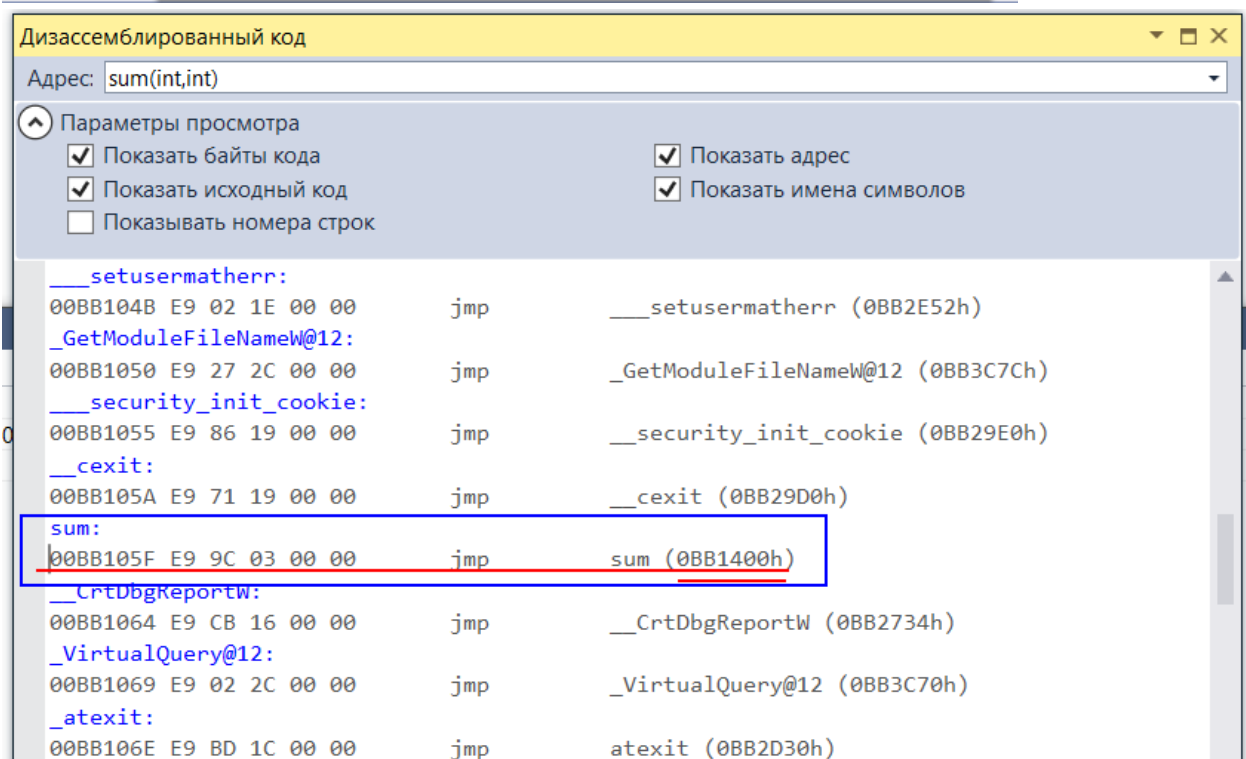 Дизассемблированный код
Адрес: sum(int,int)
Параметры просмотра
Показать байты кода Показать адрес
Показать исходный код Показать имена символов
Показывать номера строк
___setusermatherr:
00BB104B E9 02 1E 00 00 jmp ___setusermatherr (0BB2E52h)
_GetModuleFileNameW@12:
00BB1050 E9 27 2C 00 00 jmp _GetModuleFileNameW@12 (0BB3C7Ch)
___security_init_cookie:
00BB1055 E9 86 19 00 00 jmp __security_init_cookie (0BB29E0h)
__cexit:
00BB105A E9 71 19 00 00 jmp __cexit (0BB29D0h)
sum:
00BB105F E9 9C 03 00 00 jmp sum (0BB1400h)
__CrtDbgReportW:
00BB1064 E9 CB 16 00 00 jmp __CrtDbgReportW (0BB2734h)
_VirtualQuery@12:
00BB1069 E9 02 2C 00 00 jmp _VirtualQuery@12 (0BB3C70h)
_atexit:
00BB106E E9 BD 1C 00 00 jmp atexit (0BB2D30h)